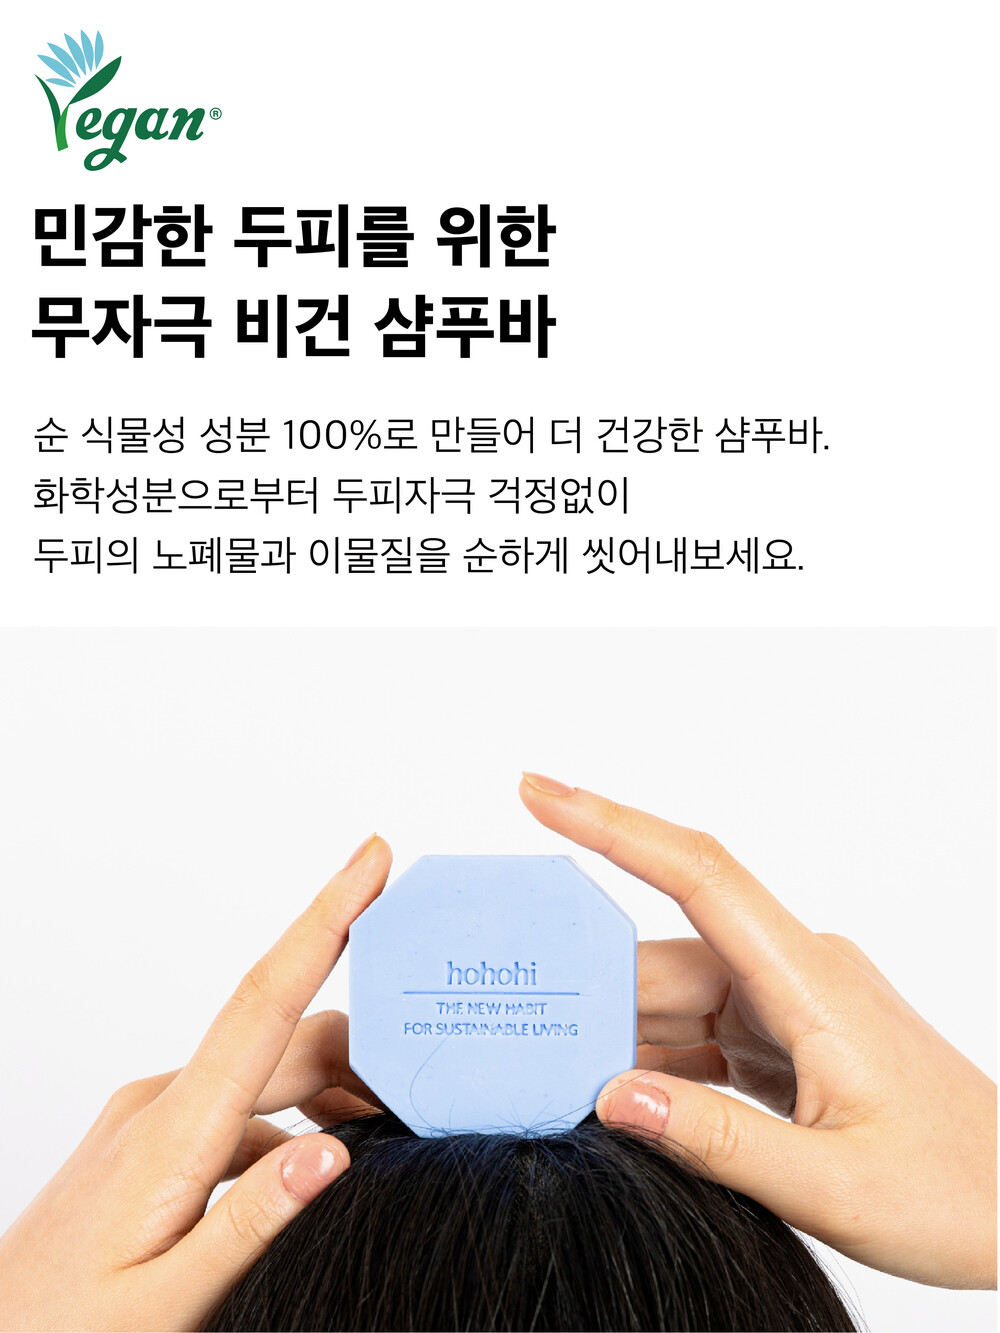 Vegan®
민감한 두피를 위한
무자극 비건 샴푸바
순 식물성 성분 100%로 만들어 더 건강한 샴푸바.
화학성분으로부터 두피자극 걱정없이
두피의 노폐물과 이물질을 순하게 씻어내보세요.
hohohi
THE NEW HABIT
FOR SUSTAINABLE LIVING